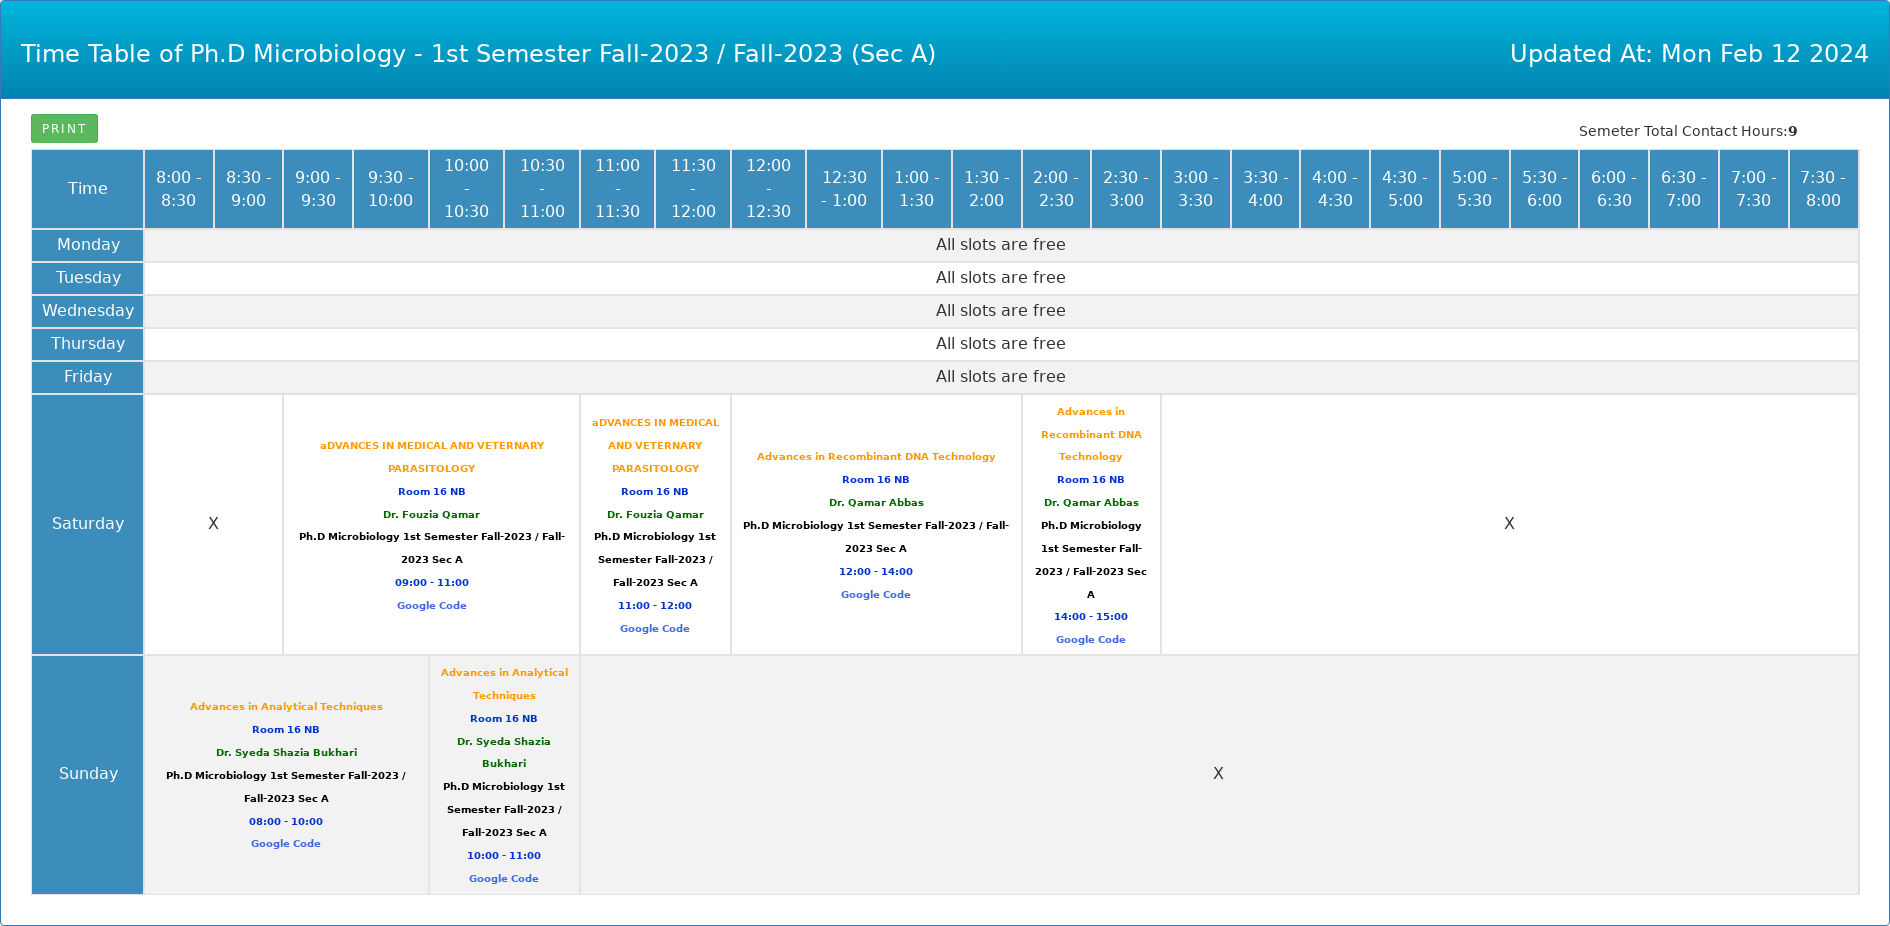 Time Table of Ph.D Microbiology - 1st Semester Fall-2023 / Fall-2023 (Sec A)
Updated At: Mon Feb 12 2024
PRINT
Semeter Total Contact Hours:9
Time
8:00 -
8:30
8:30 -
9:00
9:00 -
9:30
9:30 -
10:00
10:00
-
10:30
10:30
-
11:00
11:00
-
11:30
11:30
-
12:00
12:00
-
12:30
12:30
- 1:00
1:00 -
1:30
1:30 -
2:00
2:00 -
2:30
2:30 -
3:00
3:00 -
3:30
3:30 -
4:00
4:00 -
4:30
4:30 -
5:00
5:00 -
5:30
5:30 -
6:00
6:00 -
6:30
6:30 -
7:00
7:00 -
7:30
7:30 -
8:00
Monday
All slots are free
Tuesday
All slots are free
Wednesday
All slots are free
Thursday
All slots are free
Friday
All slots are free
Saturday
X
aDVANCES IN MEDICAL AND VETERNARY
PARASITOLOGY
Room 16 NB
Dr. Fouzia Qamar
Ph.D Microbiology 1st Semester Fall-2023 / Fall-
2023 Sec A
09:00 - 11:00
Google Code
aDVANCES IN MEDICAL
AND VETERNARY
PARASITOLOGY
Room 16 NB
Dr. Fouzia Qamar
Ph.D Microbiology 1st
Semester Fall-2023 /
Fall-2023 Sec A
11:00 - 12:00
Google Code
Advances in Recombinant DNA Technology
Room 16 NB
Dr. Qamar Abbas
Ph.D Microbiology 1st Semester Fall-2023 / Fall-
2023 Sec A
12:00 - 14:00
Google Code
Advances in
Recombinant DNA
Technology
Room 16 NB
Dr. Qamar Abbas
Ph.D Microbiology
1st Semester Fall-
2023 / Fall-2023 Sec
A
14:00 - 15:00
Google Code
X
Sunday
Advances in Analytical Techniques
Room 16 NB
Dr. Syeda Shazia Bukhari
Ph.D Microbiology 1st Semester Fall-2023 /
Fall-2023 Sec A
08:00 - 10:00
Google Code
Advances in Analytical
Techniques
Room 16 NB
Dr. Syeda Shazia
Bukhari
Ph.D Microbiology 1st
Semester Fall-2023 /
Fall-2023 Sec A
10:00 - 11:00
Google Code
X